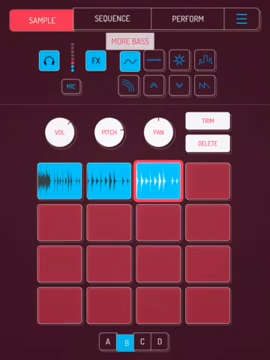 SAMPLE SEQUENCE PERFORM
MORE BASS
FX
MIC
VOL PITCH PAN TRIM
DELETE
A B C D